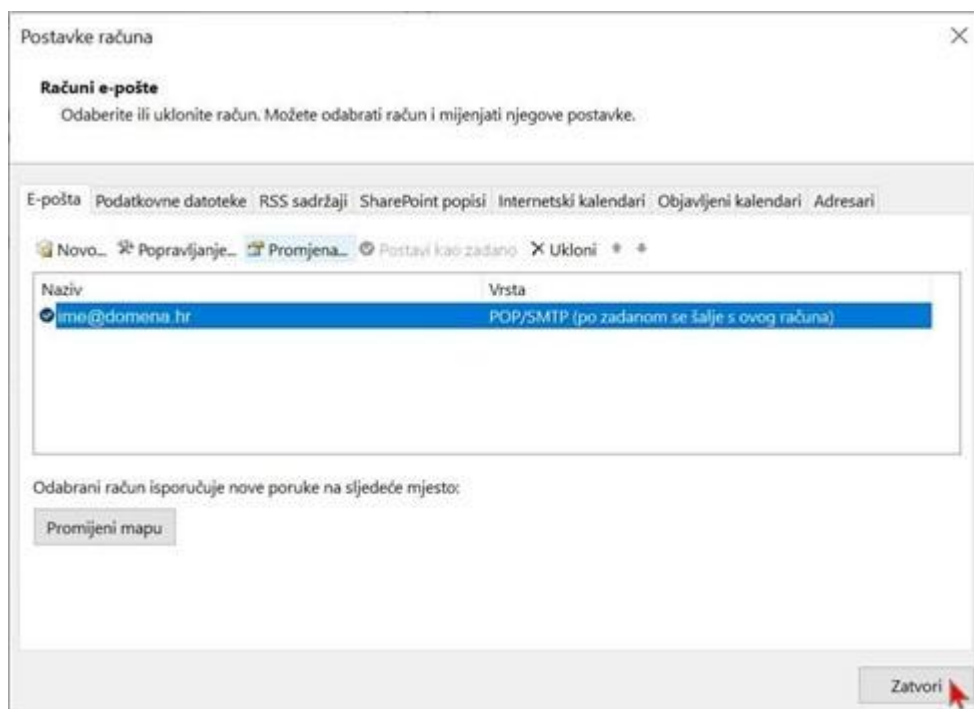 Postavke računa
Računi e-pošte
Odaberite ili uklonite račun. Možete odabrati račun i mijenjati njegove postavke.
E-pošta Podatkovne datoteke RSS sadržaji SharePoint popisi Internetski kalendari Objavljeni kalendari Adresari
Novo... Popravljanje... Promjena... Postavi kao zadano Ukloni
Naziv Vrsta
ime@domena.hr POP/SMTP (po zadanom se šalje s ovog računa)
Odabrani račun isporučuje nove poruke na sljedeće mjesto:
Promijeni mapu
Zatvori